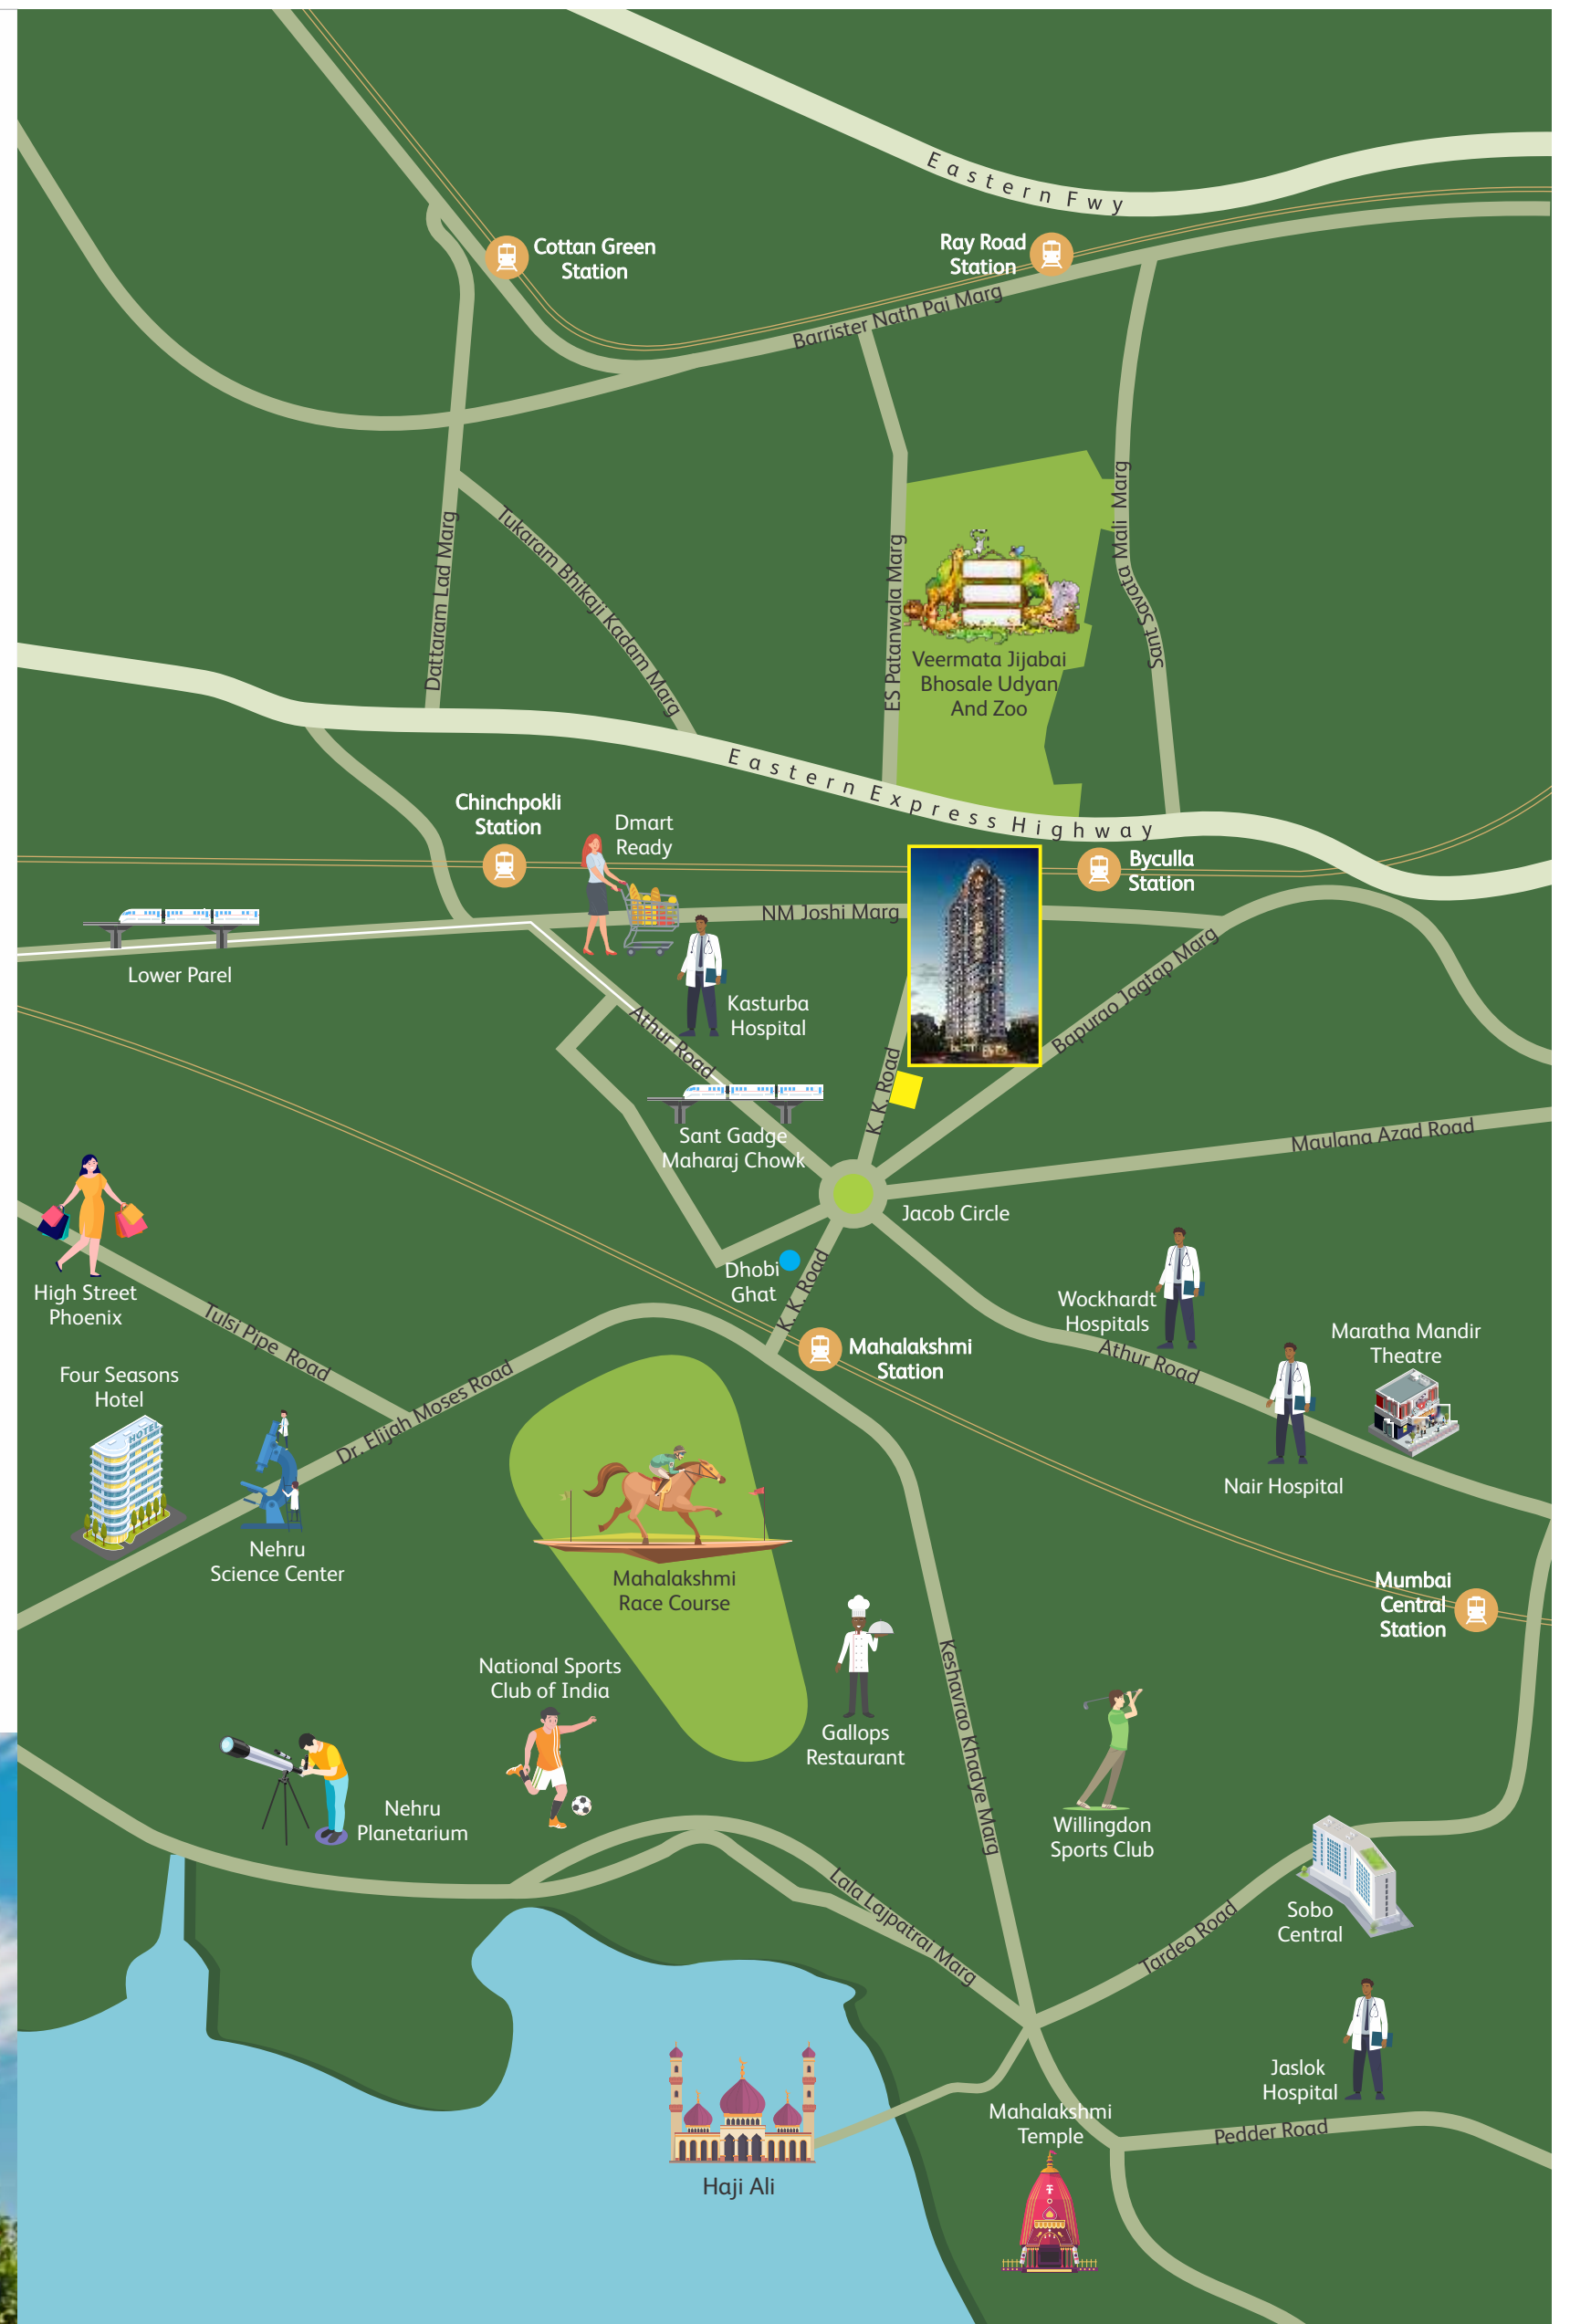 Eastern Fwy
Cottan Green
Station
Ray Road
Station
Barrister Nath Pai Marg
Dattaram Lad Marg
Tukaram Bhikaji Kadam Marg
ES Patanwala Marg
Sant Savata Mali Marg
Veermata Jijabai
Bhosale Udyan
And Zoo
Eastern Express Highway
Chinchpokli
Station
Dmart
Ready
Byculla
Station
NM Joshi Marg
Lower Parel
Kasturba
Hospital
Athur Road
Bapurao Jagtap Marg
K. K. Road
Sant Gadge
Maharaj Chowk
Maulana Azad Road
Jacob Circle
Dhobi
Ghat
K. K. Road
High Street
Phoenix
Tulsi Pipe Road
Wockhardt
Hospitals
Mahalakshmi
Station
Athur Road
Maratha Mandir
Theatre
Four Seasons
Hotel
HOTEL
Dr. Elijah Moses Road
Nair Hospital
Nehru
Science Center
Mahalakshmi
Race Course
Mumbai
Central
Station
National Sports
Club of India
Keshavrao Khadye Marg
Gallops
Restaurant
Nehru
Planetarium
Willingdon
Sports Club
Lala Lajpatrai Marg
Tardeo Road
Sobo
Central
Jaslok
Hospital
Mahalakshmi
Temple
Pedder Road
Haji Ali